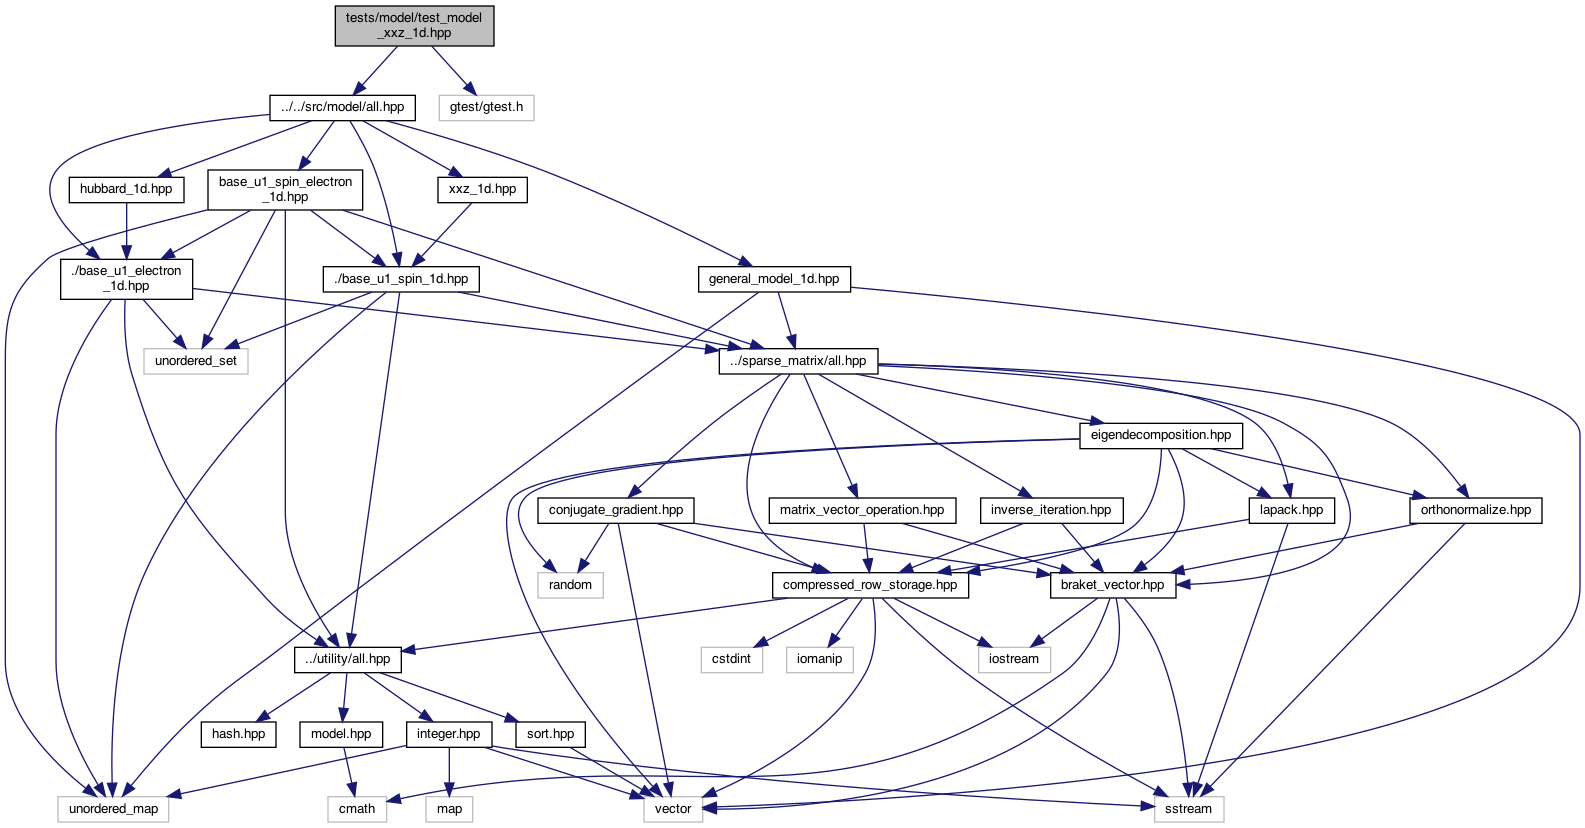 tests/model/test_model
_xxz_1d.hpp
../../src/model/all.hpp
gtest/gtest.h
hubbard_1d.hpp
base_u1_spin_electron
_1d.hpp
xxz_1d.hpp
./base_u1_electron
_1d.hpp
./base_u1_spin_1d.hpp
general_model_1d.hpp
unordered_set
../sparse_matrix/all.hpp
eigendecomposition.hpp
conjugate_gradient.hpp
matrix_vector_operation.hpp
inverse_iteration.hpp
lapack.hpp
orthonormalize.hpp
random
compressed_row_storage.hpp
braket_vector.hpp
../utility/all.hpp
cstdint
iomanip
iostream
hash.hpp
model.hpp
integer.hpp
sort.hpp
unordered_map
cmath
map
vector
sstream